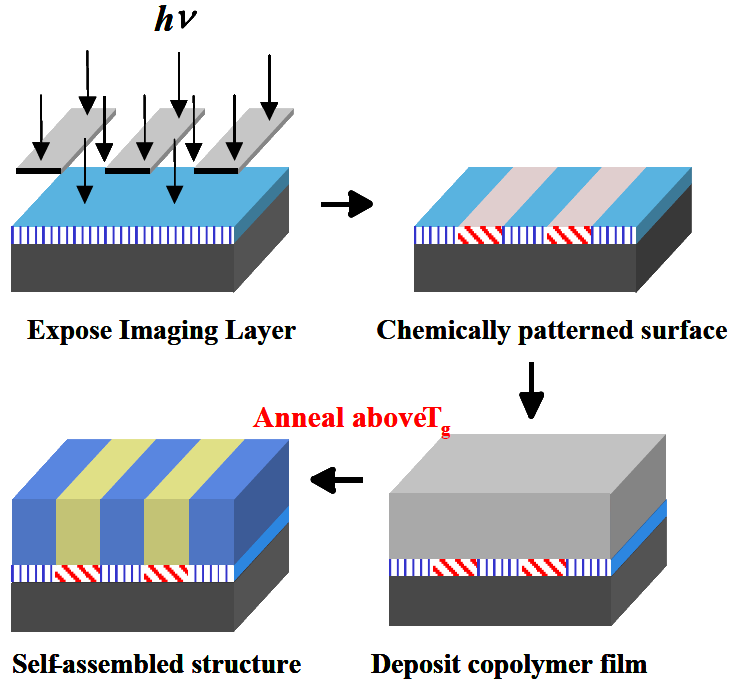 hν
Expose Imaging Layer
Chemically patterned surface
Anneal aboveTg
Self-assembled structure
Deposit copolymer film